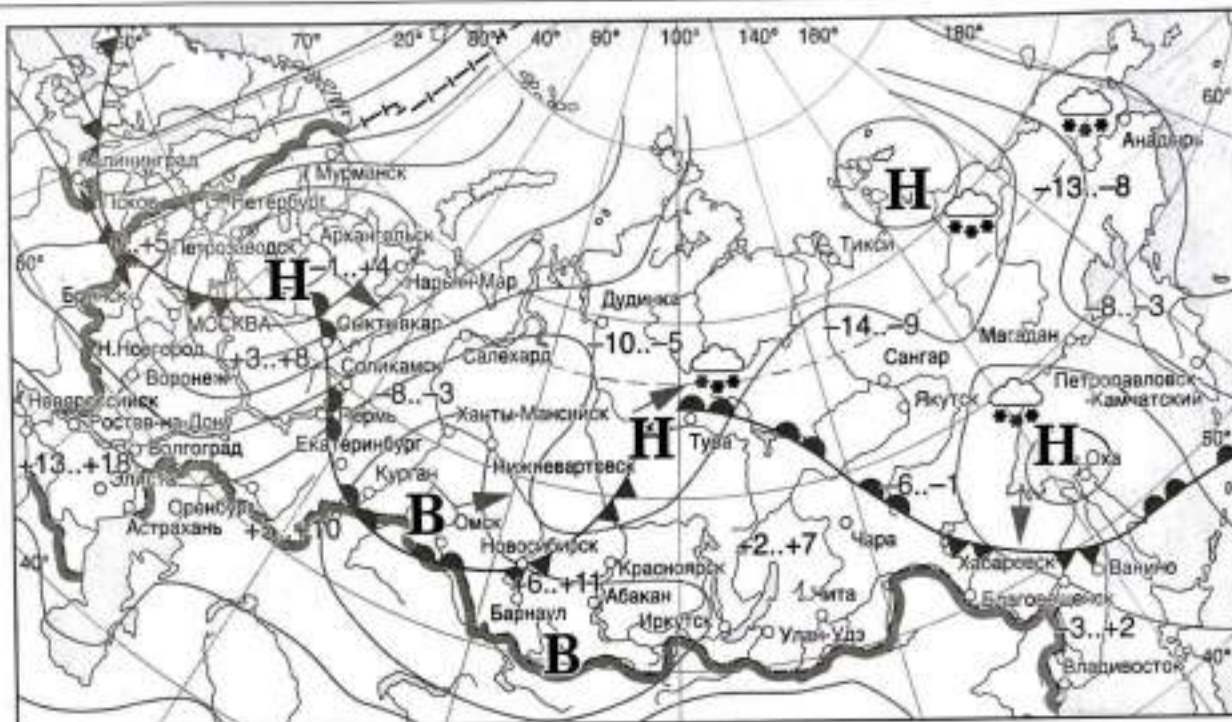 60° 70° 20° 80° 40° 60° 100° 140° 160° 180°
60°
Анадырь
Калининград
Мурманск
Псков
Петербург
–13..–8
Н
Н
Петрозаводск
Архангельск
–1..+4
Нарьян-Мар
Тикси
Дудинка
Брянск
МОСКВА
Сыктывкар
–10..–5
–14..–9
–8..–3
Магадан
Н.Новгород
+3..+8
Салехард
Сангар
Воронеж
Соликамск
–8..–3
Петропавловск-
-Камчатский
Новороссийск
Ростов-на-Дону
Пермь
Ханты-Мансийск
Н
Тура
Якутск
Н
Оха
50°
Волгоград
Екатеринбург
+13..+18
Элиста
Курган
Нижневартовск
–6..–1
Оренбург
Астрахань
В
Омск
Чара
Новосибирск
+2..+7
40°
Красноярск
Хабаровск
Ванино
+6..+11
Абакан
Чита
Благовещенск
Барнаул
Иркутск
Улан-Удэ
–3..+2
В
Владивосток
40°